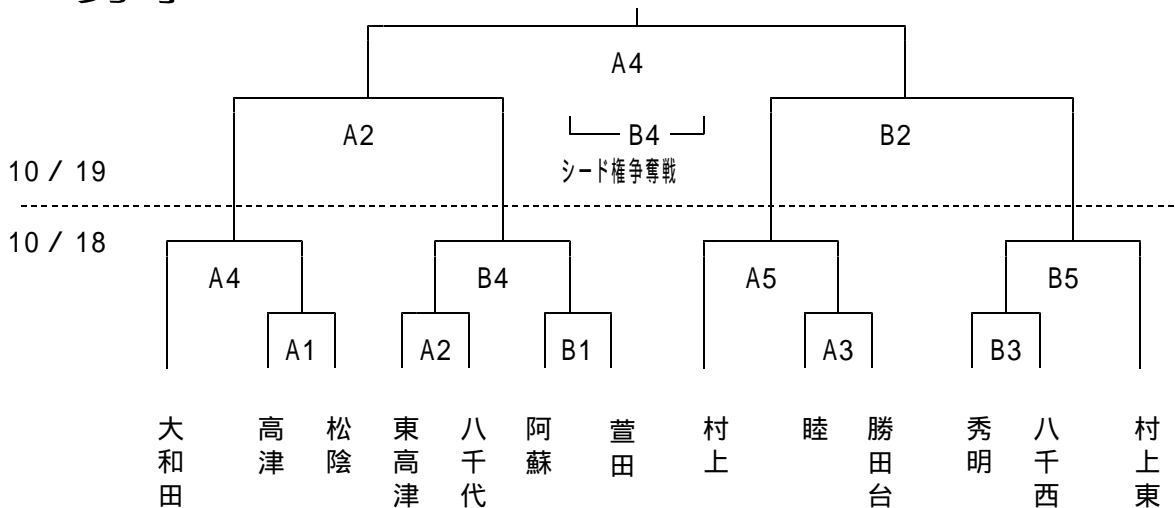 A4
A2
B4
B2
10 / 19
シード権争奪戦
10 / 18
A4
B4
A5
B5
A1
A2
B1
A3
B3
大和田
高津
松陰
東高津
八千代
阿蘇
萱田
村上
睦
勝田台
秀明
八千西
村上東